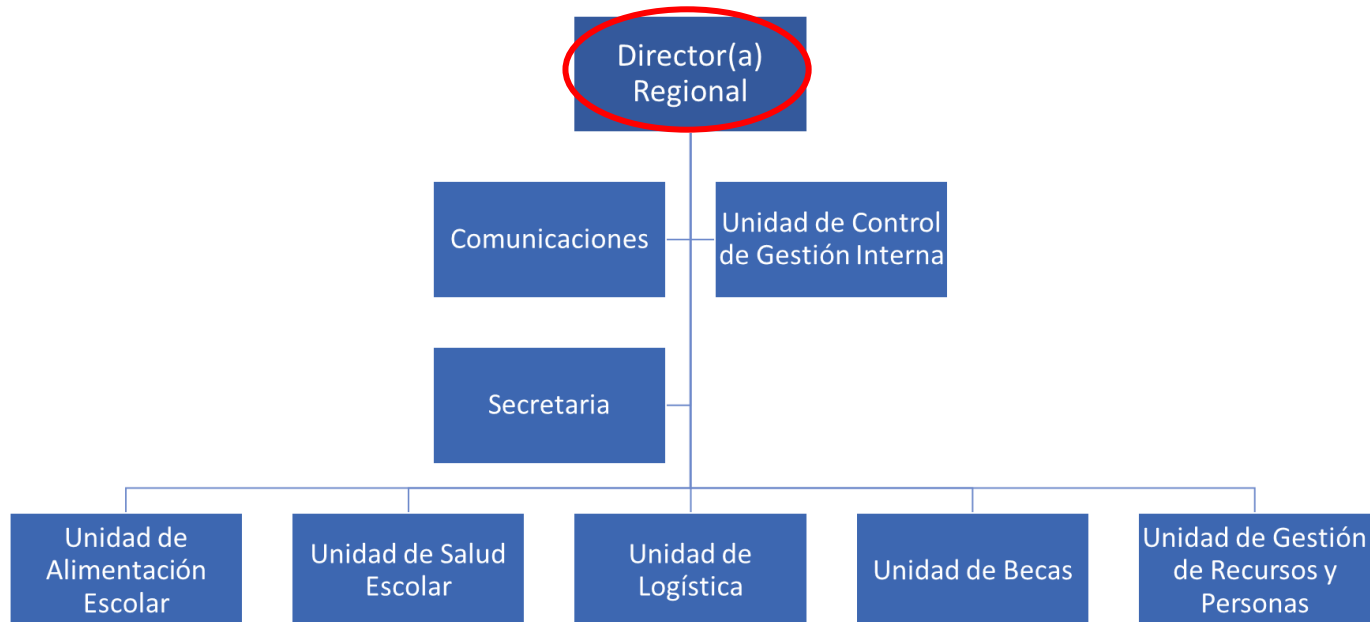 Director(a)
Regional
Comunicaciones
Unidad de Control
de Gestión Interna
Secretaria
Unidad de
Alimentación
Escolar
Unidad de Salud
Escolar
Unidad de
Logística
Unidad de Becas
Unidad de Gestión
de Recursos y
Personas